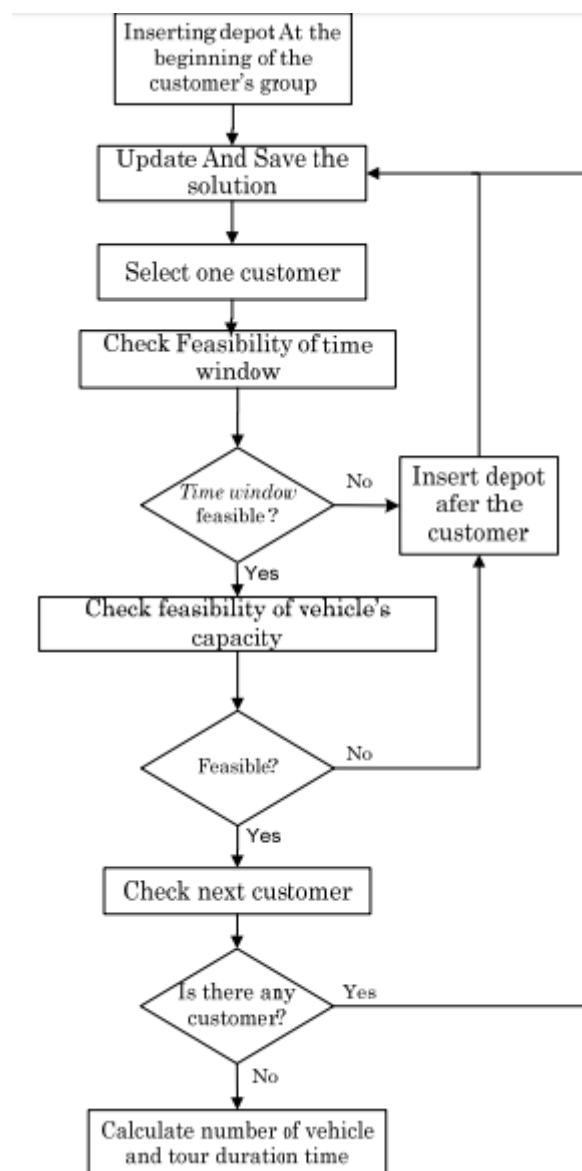 Inserting depot At the
beginning of the
customer's group
Update And Save the
solution
Select one customer
Check Feasibility of time
window
Time window
feasible?
No
Insert depot
afer the
customer
Yes
Check feasibility of vehicle's
capacity
Feasible?
No
Yes
Check next customer
Is there any
customer?
Yes
No
Calculate number of vehicle
and tour duration time